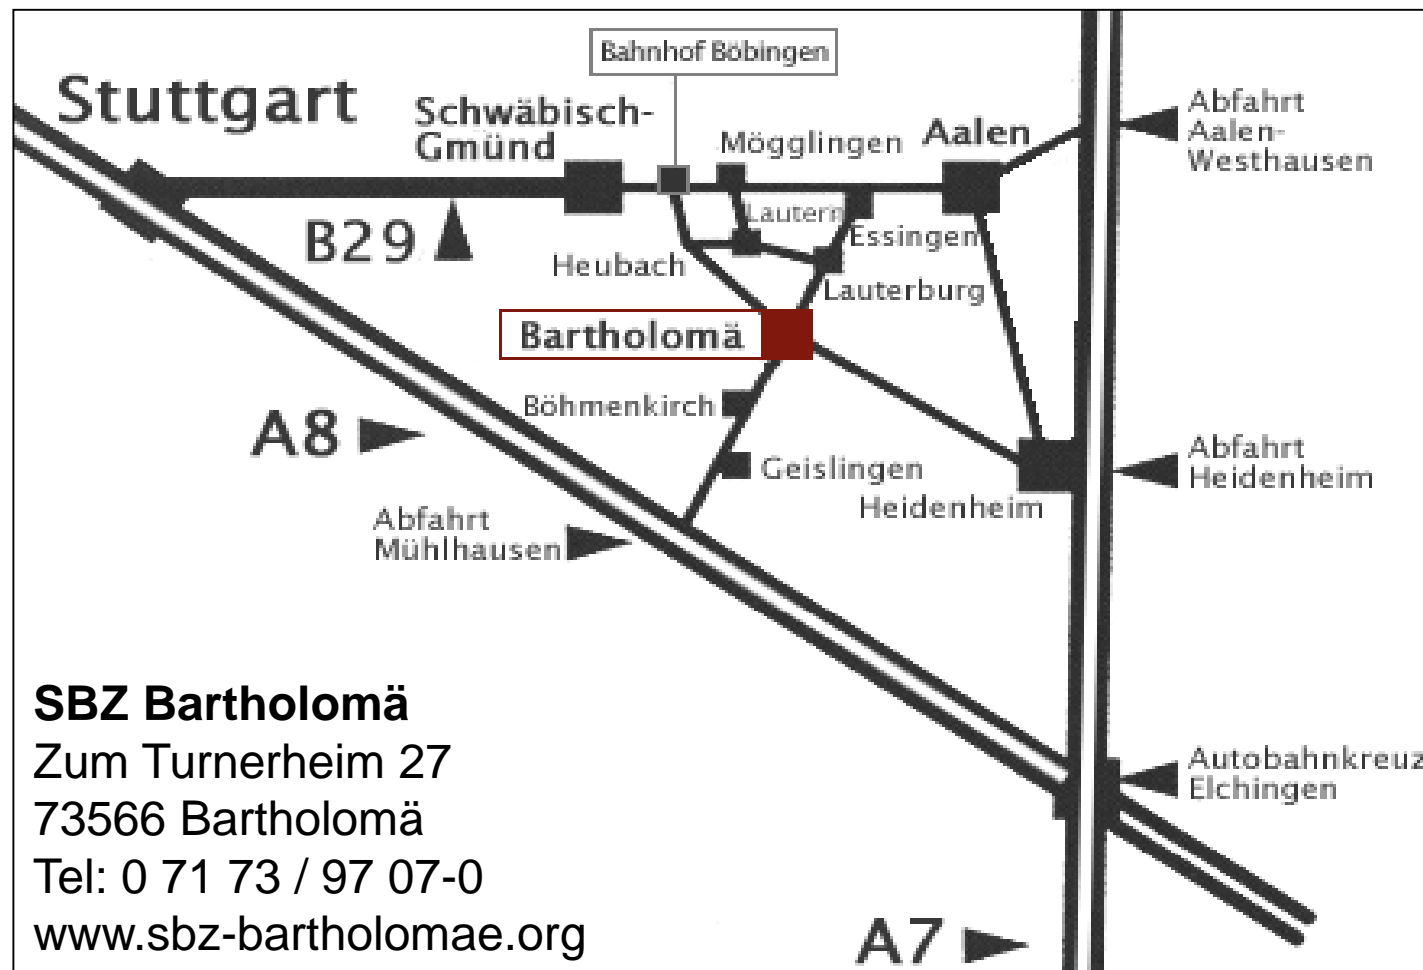 Bahnhof Böbingen
Stuttgart
Schwäbisch-
Gmünd
Mögglingen
Aalen
Abfahrt
Aalen-
Westhausen
B29
Lautern
Essingen
Heubach
Lauterburg
Bartholomä
Böhmenkirch
A8
Geislingen
Heidenheim
Abfahrt
Heidenheim
Abfahrt
Mühlhausen
SBZ Bartholomä
Zum Turnerheim 27
73566 Bartholomä
Tel: 0 71 73 / 97 07-0
www.sbz-bartholomae.org
Autobahnkreuz
Elchingen
A7